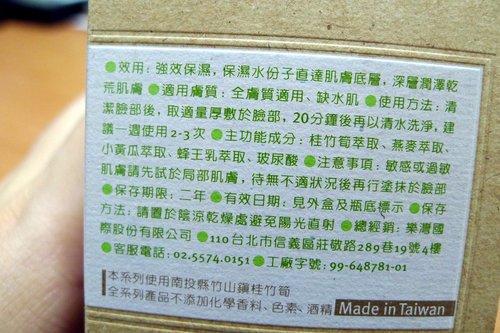 ●效用：強效保濕，保濕水份子直達肌膚底層，深層潤澤乾
荒肌膚 ●適用膚質：全膚質適用、缺水肌 ●使用方法：清
潔臉部後，取適量厚敷於臉部，20分鐘後再以清水洗淨，建
議一週使用2-3次 ●主功能成分：桂竹筍萃取、燕麥萃取、
小黃瓜萃取、蜂王乳萃取、玻尿酸 ●注意事項：敏感或過敏
肌膚請先試於局部肌膚，待無不適狀況後再行塗抹於臉部
●保存期限：二年 ●有效日期：見外盒及瓶底標示 ●保存
方法：請置於陰涼乾燥處避免陽光直射 ●總經銷：樂灣國
際股份有限公司 ●110台北市信義區莊敬路289巷19號4樓
●客服電話：02.5574.0151 ●工廠字號：99-648781-01
本系列使用南投縣竹山鎮桂竹筍
全系列產品不添加化學香料、色素、酒精 Made in Taiwan